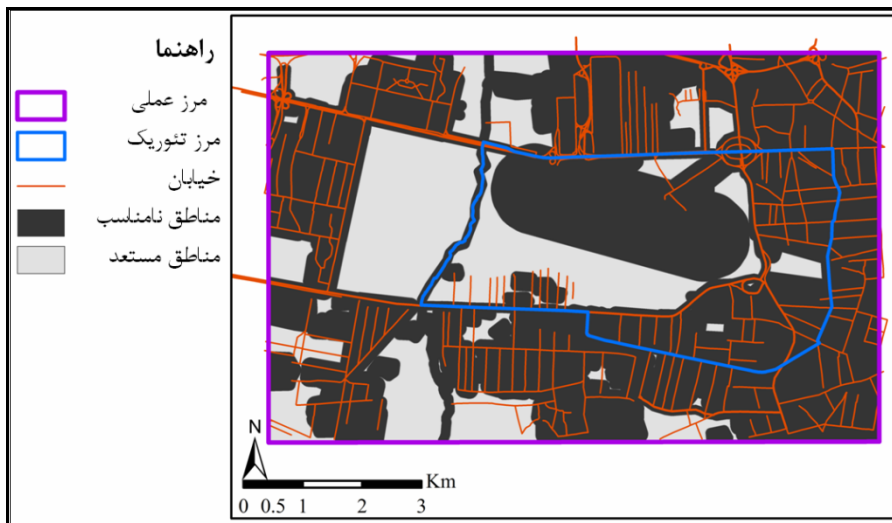 راهنما
مرز عملی
مرز تئوریک
خیابان
مناطق نامناسب
مناطق مستعد
N
Km
0 0.5 1 2 3